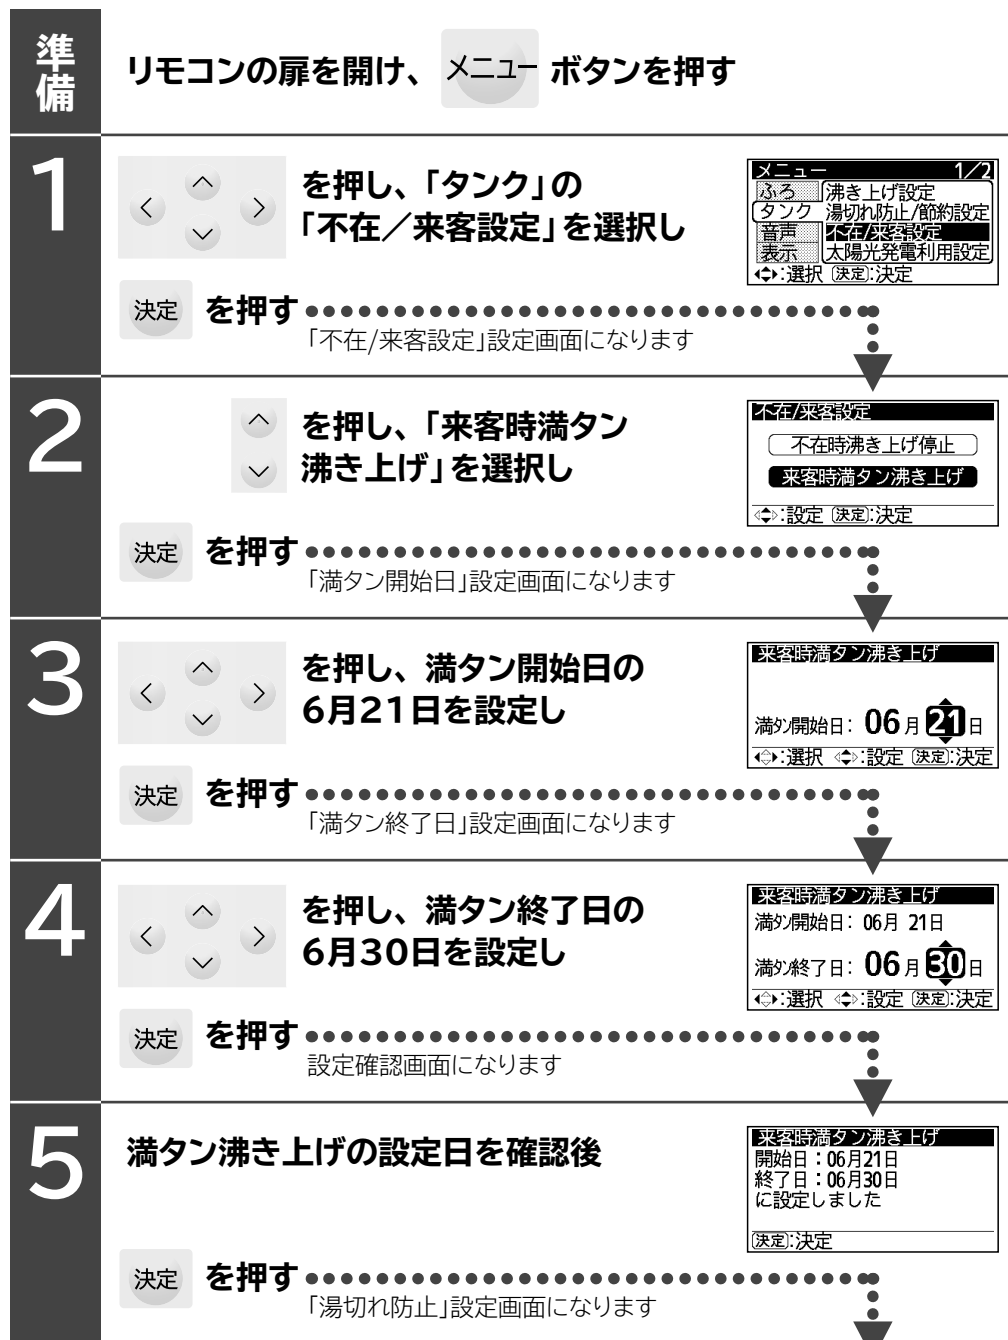 準備
リモコンの扉を開け、 メニュー ボタンを押す
1
を押し、「タンク」の
「不在／来客設定」を選択し
決定 を押す
「不在/来客設定」設定画面になります
メニュー 1/2
ふろ 沸き上げ設定
タンク 湯切れ防止/節約設定
音声 不在/来客設定
表示 太陽光発電利用設定
:選択 決定:決定
2
を押し、「来客時満タン
沸き上げ」を選択し
決定 を押す
「満タン開始日」設定画面になります
不在/来客設定
不在時沸き上げ停止
来客時満タン沸き上げ
:設定 決定:決定
3
を押し、満タン開始日の
6月21日を設定し
決定 を押す
「満タン終了日」設定画面になります
来客時満タン沸き上げ
満タン開始日: 06月21日
:選択 :設定 決定:決定
4
を押し、満タン終了日の
6月30日を設定し
決定 を押す
設定確認画面になります
来客時満タン沸き上げ
満タン開始日: 06月 21日
満タン終了日: 06月30日
:選択 :設定 決定:決定
5
満タン沸き上げの設定日を確認後
決定 を押す
「湯切れ防止」設定画面になります
来客時満タン沸き上げ
開始日：06月21日
終了日：06月30日
に設定しました
決定:決定